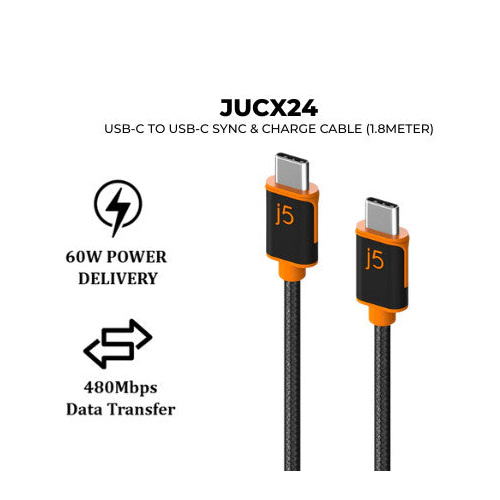 JUCX24
USB-C TO USB-C SYNC & CHARGE CABLE (1.8METER)
j5
j5
60W POWER
DELIVERY
480Mbps
Data Transfer